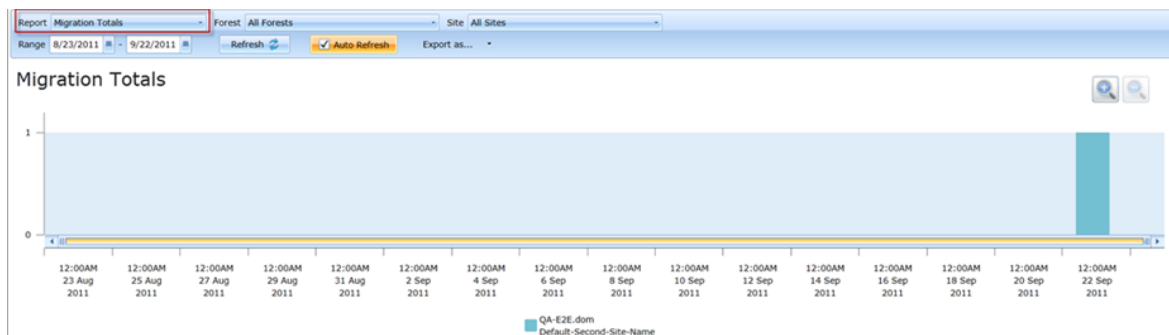 Report Migration Totals Forest All Forests Site All Sites
Range 8/23/2011 - 9/22/2011 Refresh Auto Refresh Export as...
Migration Totals
1
0
12:00AM 12:00AM 12:00AM 12:00AM 12:00AM 12:00AM 12:00AM 12:00AM 12:00AM 12:00AM 12:00AM 12:00AM 12:00AM 12:00AM 12:00AM 12:00AM
23 Aug 25 Aug 27 Aug 29 Aug 31 Aug 2 Sep 4 Sep 6 Sep 8 Sep 10 Sep 12 Sep 14 Sep 16 Sep 18 Sep 20 Sep 22 Sep
2011 2011 2011 2011 2011 2011 2011 2011 2011 2011 2011 2011 2011 2011 2011 2011
QA-E2E.dom
Default-Second-Site-Name